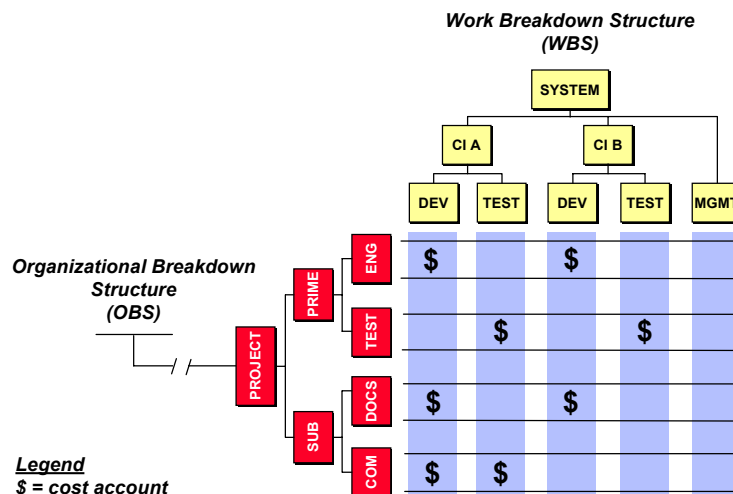 Work Breakdown Structure
(WBS)
SYSTEM
CI A
CI B
DEV
TEST
DEV
TEST
MGMT
Organizational Breakdown
Structure
(OBS)
PROJECT
PRIME
SUB
ENG
$
$
TEST
$
$
DOCS
$
$
COM
$
$
Legend
$ = cost account